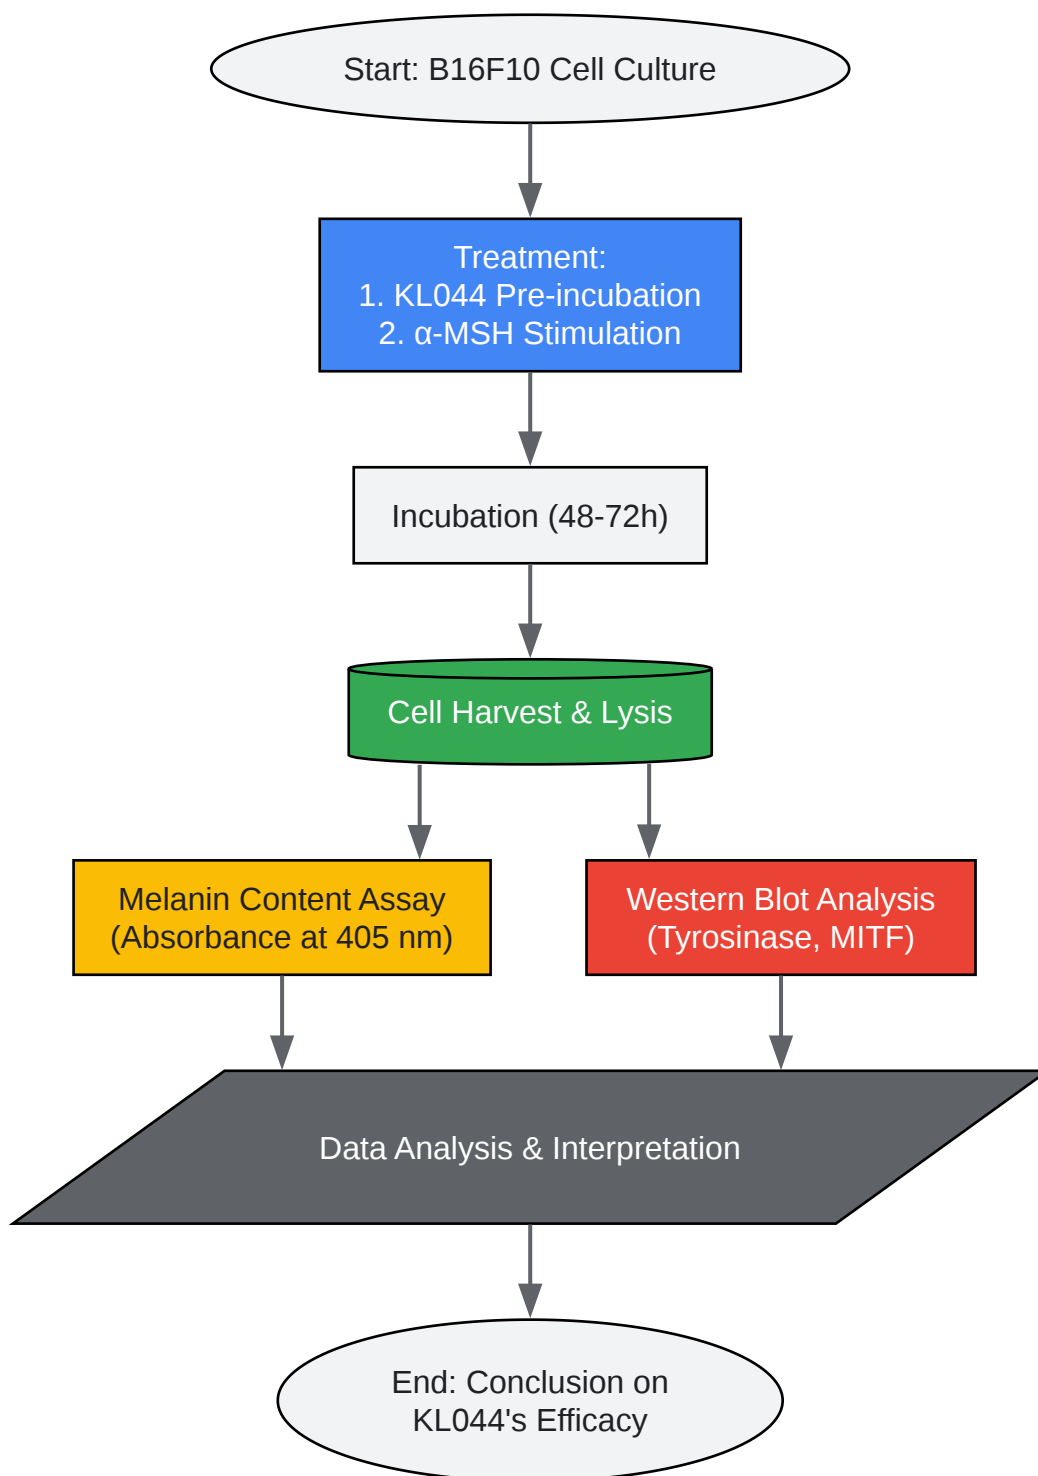 Start: B16F10 Cell Culture
Treatment:
1. KL044 Pre-incubation
2. α-MSH Stimulation
Incubation (48-72h)
Cell Harvest & Lysis
Melanin Content Assay
(Absorbance at 405 nm)
Western Blot Analysis
(Tyrosinase, MITF)
Data Analysis & Interpretation
End: Conclusion on
KL044's Efficacy